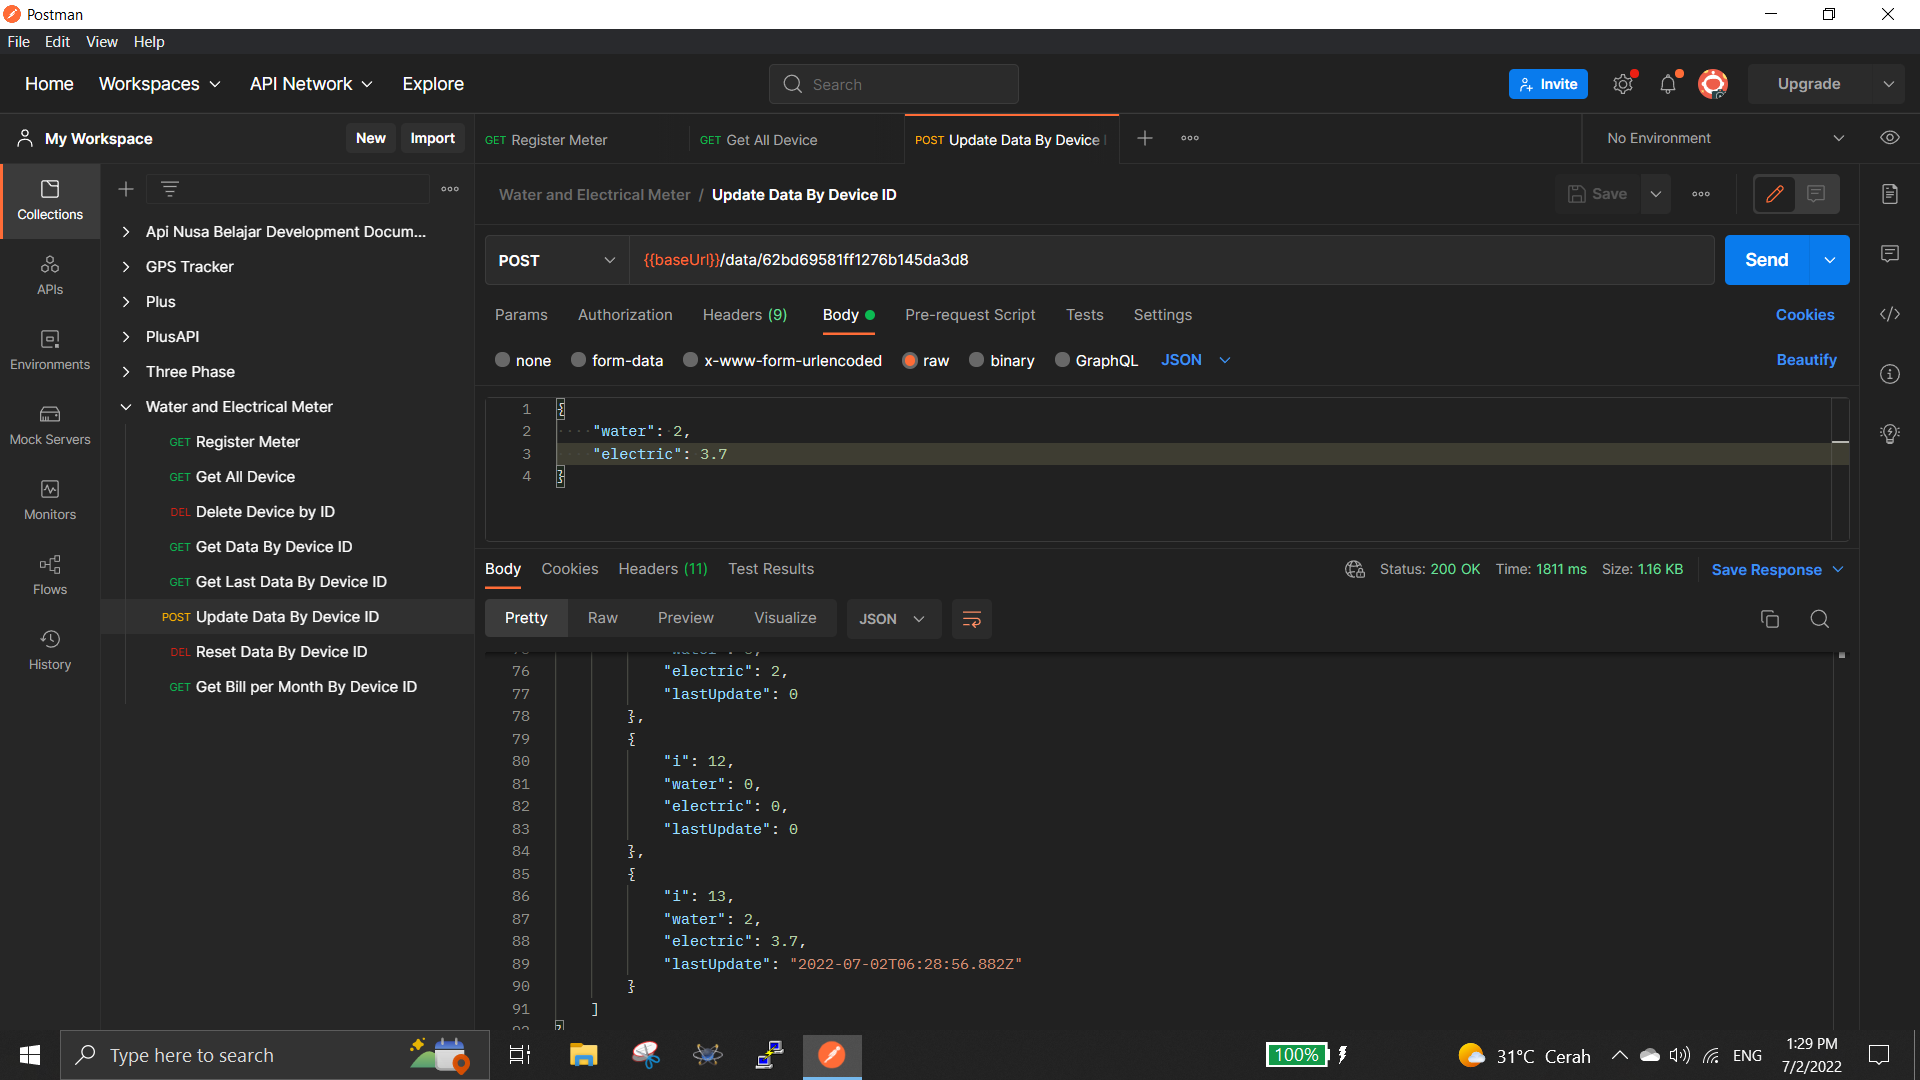 Postman
File Edit View Help
Home Workspaces API Network Explore Search Invite Upgrade
My Workspace New Import GET Register Meter GET Get All Device POST Update Data By Device No Environment
Collections
APIs
Environments
Mock Servers
Monitors
Flows
History
Api Nusa Belajar Development Docum...
GPS Tracker
Plus
PlusAPI
Three Phase
Water and Electrical Meter
GET Register Meter
GET Get All Device
DEL Delete Device by ID
GET Get Data By Device ID
GET Get Last Data By Device ID
POST Update Data By Device ID
DEL Reset Data By Device ID
GET Get Bill per Month By Device ID
Water and Electrical Meter / Update Data By Device ID Save
POST {{baseUrl}}/data/62bd69581ff1276b145da3d8 Send
Params Authorization Headers (9) Body Pre-request Script Tests Settings Cookies
none form-data x-www-form-urlencoded raw binary GraphQL JSON Beautify
1 {
2 "water": 2,
3 "electric": 3.7
4 }
Body Cookies Headers (11) Test Results Status: 200 OK Time: 1811 ms Size: 1.16 KB Save Response
Pretty Raw Preview Visualize JSON
76 "electric": 2,
77 "lastUpdate": 0
78 },
79 {
80 "i": 12,
81 "water": 0,
82 "electric": 0,
83 "lastUpdate": 0
84 },
85 {
86 "i": 13,
87 "water": 2,
88 "electric": 3.7,
89 "lastUpdate": "2022-07-02T06:28:56.882Z"
90 }
91 ]
Type here to search 100% 31°C Cerah ENG 1:29 PM
7/2/2022